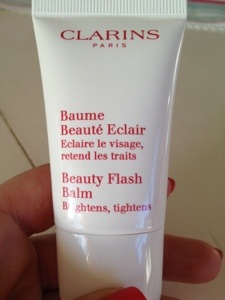 CLARINS
PARIS
Baume
Beauté Eclair
Eclaire le visage,
retend les traits
Beauty Flash
Balm
Brightens, tightens